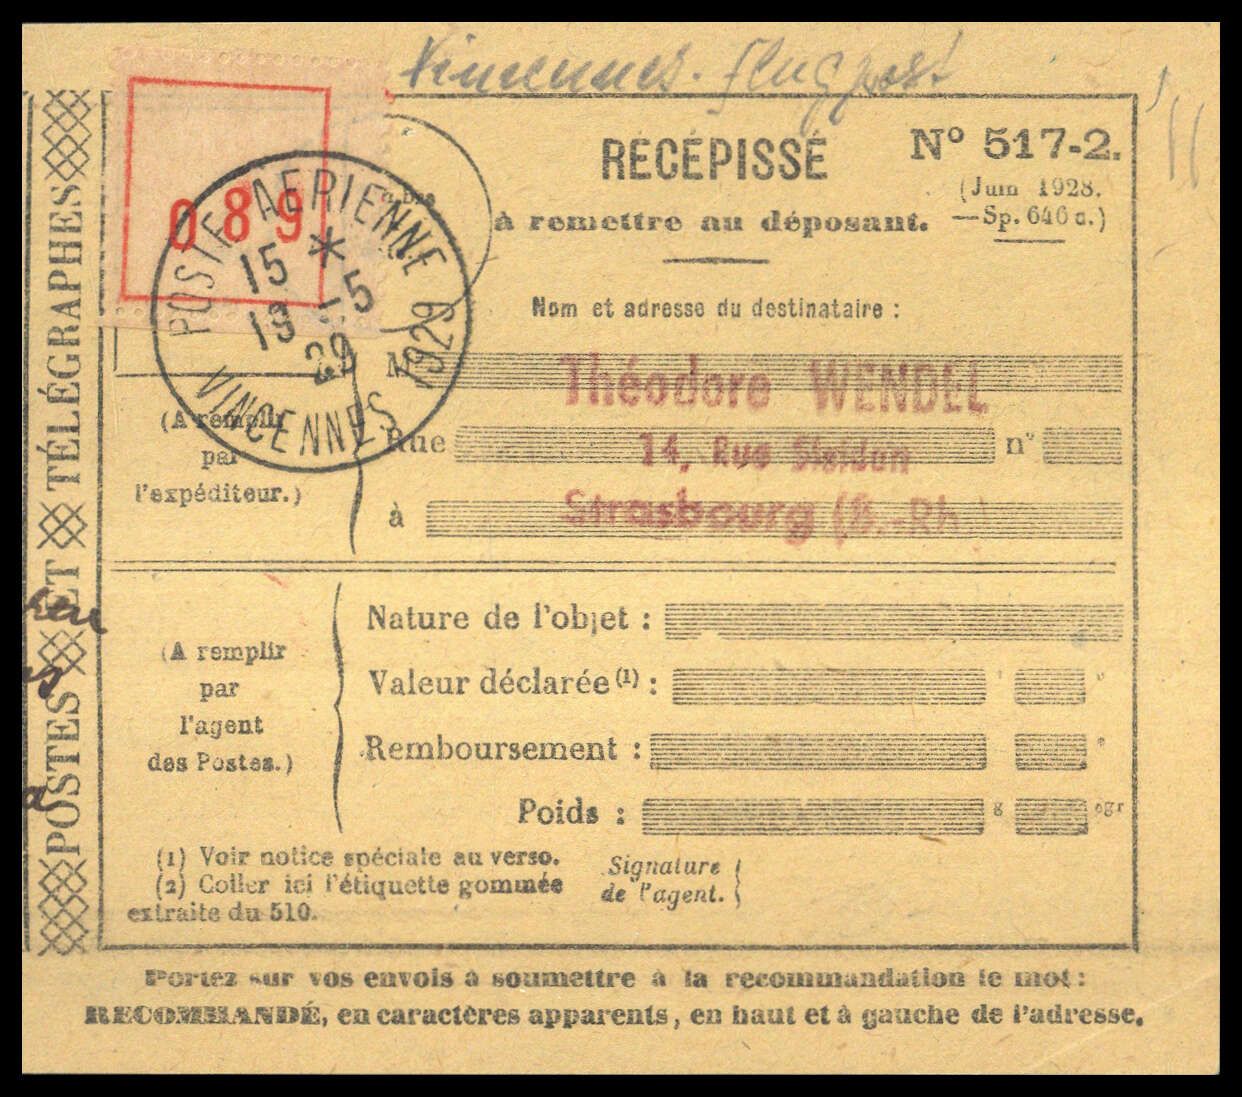 Vincennes. Flugpost
RÉCÉPISSÉ
à remettre au déposant.
N° 517-2.
(Juin 1928.
—Sp. 646 c.)
089
POSTE AERIENNE 1929
15 *
19 -5
29
VINCENNES
Nom et adresse du destinataire :
M
Théodore WENDEL
Rue
14, Rue Sleidan
n°
à
Strasbourg (B.-Rh.)
(A remplir
par
l'expéditeur.)
POSTES ET TÉLÉGRAPHES
(A remplir
par
l'agent
des Postes.)
Nature de l'objet :
Valeur déclarée (1) :
Remboursement :
Poids :
g
(1) Voir notice spéciale au verso.
(2) Coller ici l'étiquette gommée
extraite du 510.
Signature
de l'agent.
Portez sur vos envois à soumettre à la recommandation le mot :
RECOMMANDÉ, en caractères apparents, en haut et à gauche de l'adresse.